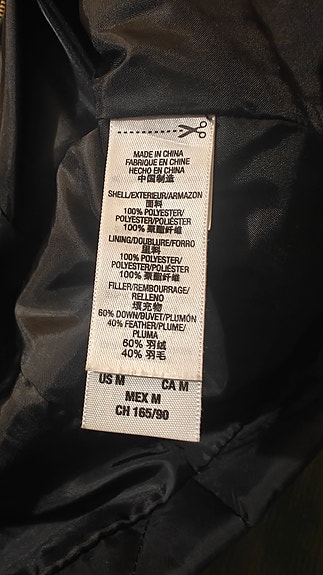 MADE IN CHINA
FABRIQUE EN CHINE
HECHO EN CHINA
中国制造
SHELL/EXTERIEUR/ARMAZON
面料
100% POLYESTER/
POLYESTER/POLIÉSTER
100% 聚酯纤维
LINING/DOUBLURE/FORRO
里料
100% POLYESTER/
POLYESTER/POLIÉSTER
100% 聚酯纤维
FILLER/REMBOURRAGE/
RELLENO
填充物
60% DOWN/BUVET/PLUMÓN
40% FEATHER/PLUME/
PLUMA
60% 羽绒
40% 羽毛
US M CA M
MEX M
CH 165/90